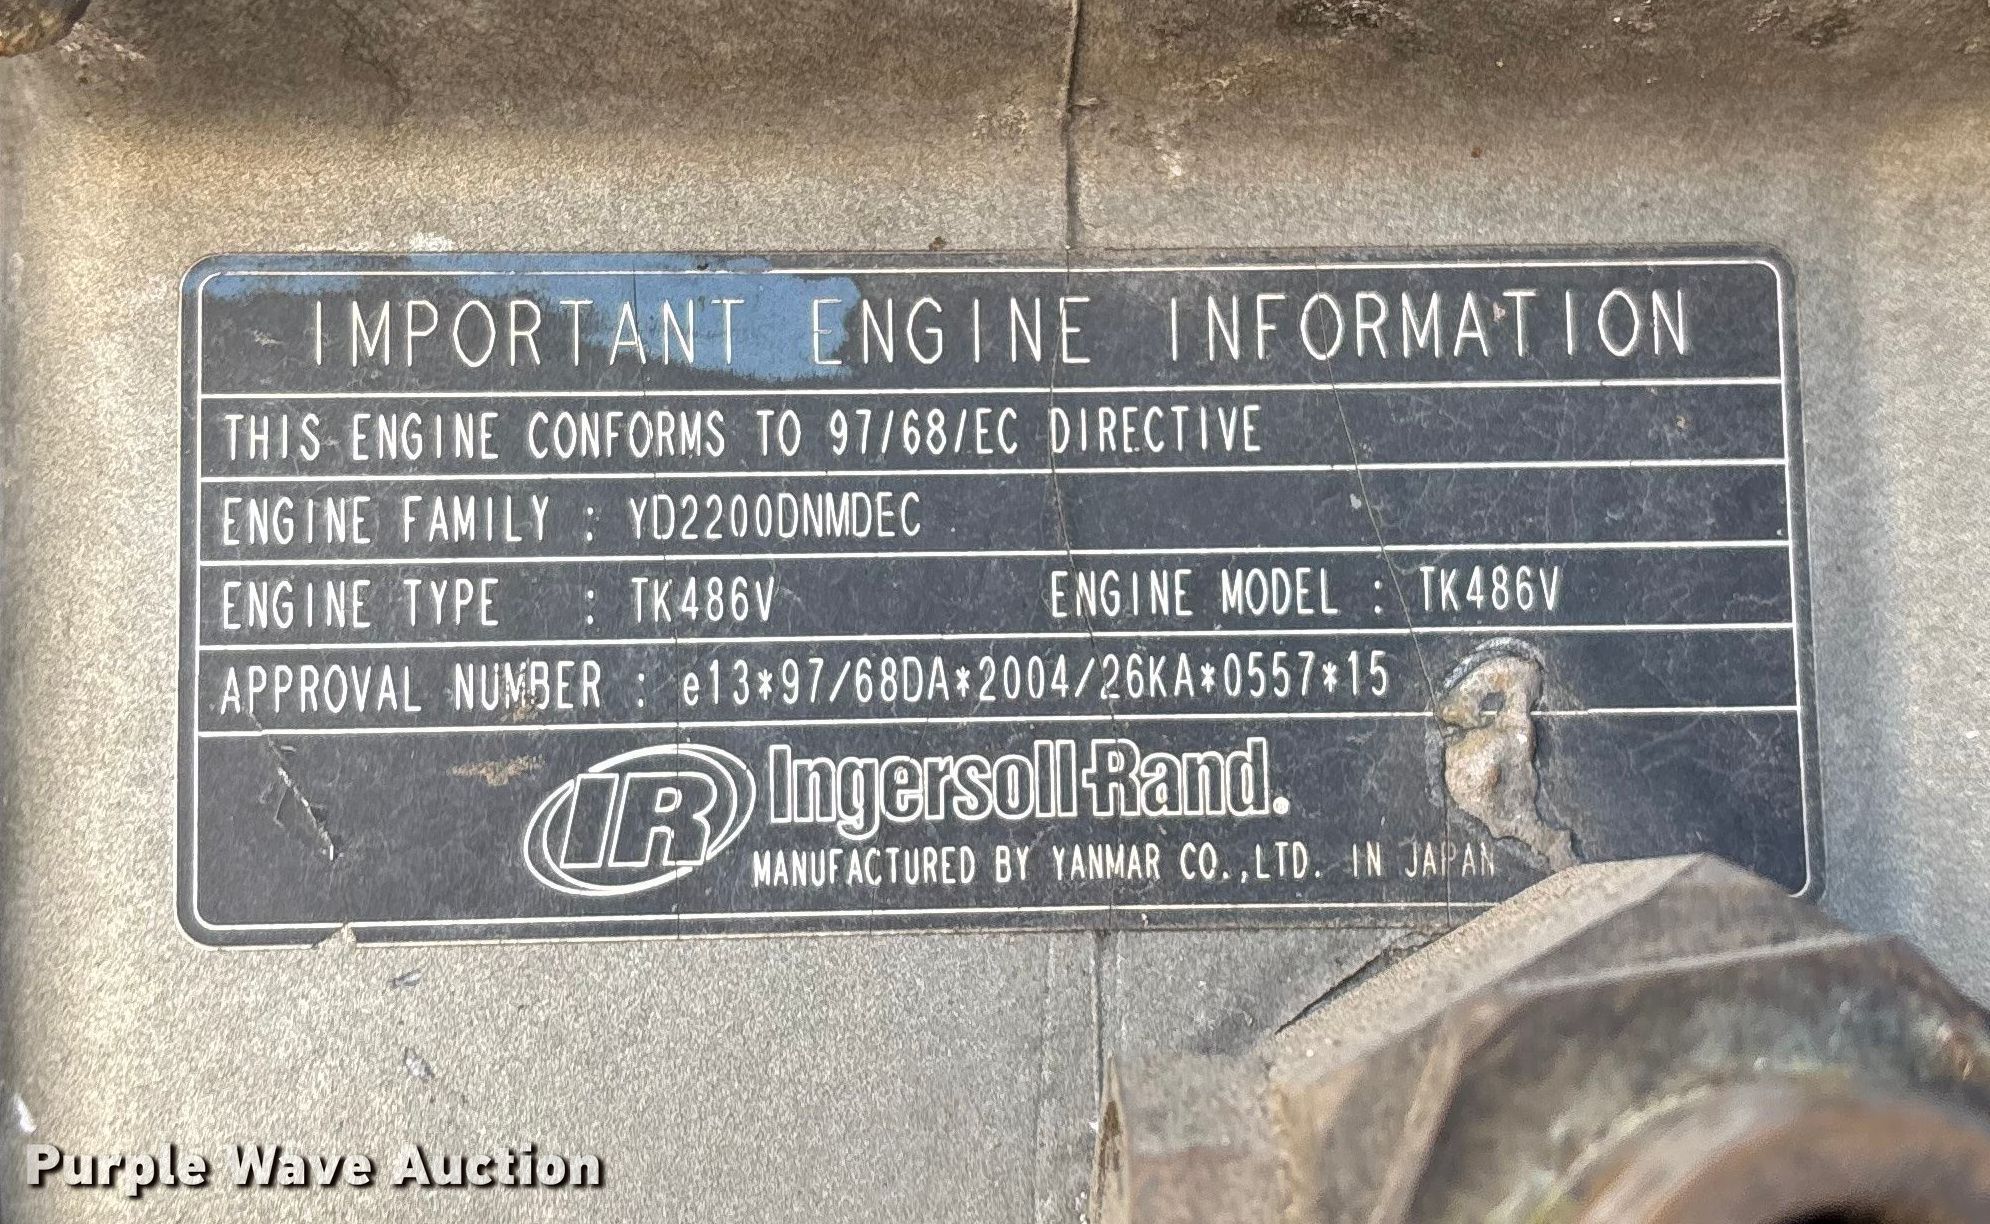 IMPORTANT ENGINE INFORMATION
THIS ENGINE CONFORMS TO 97/68/EC DIRECTIVE
ENGINE FAMILY : YD2200DNMDEC
ENGINE TYPE : TK486V ENGINE MODEL : TK486V
APPROVAL NUMBER : e13*97/68DA*2004/26KA*0557*15
IR Ingersoll-Rand®
MANUFACTURED BY YANMAR CO.,LTD. IN JAPAN
Purple Wave Auction